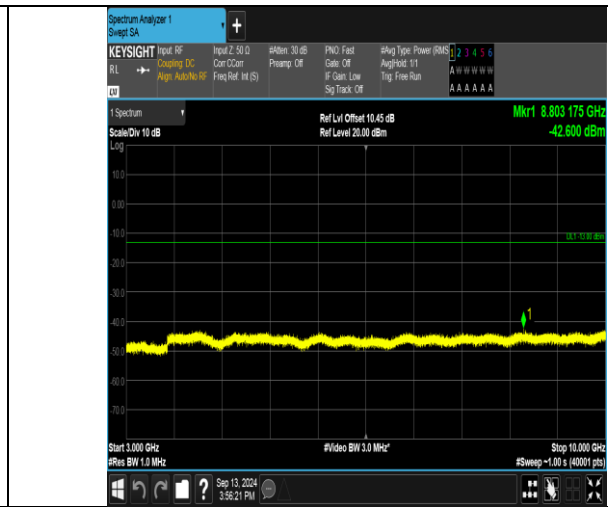 Spectrum Analyzer 1
Swept SA
+
KEYSIGHT Input: RF Input Z: 50 Ω #Atten: 30 dB PNO: Fast #Avg Type: Power (RMS 1 2 3 4 5 6
RL Coupling: DC Corr CCorr Preamp: Off Gate: Off Avg|Hold: 1/1 A W W W W W
Align: Auto/No RF Freq Ref: Int (S) IF Gain: Low Trig: Free Run
Sig Track: Off A A A A A A
LXI
1 Spectrum Ref Lvl Offset 10.45 dB Mkr1 8.803 175 GHz
Scale/Div 10 dB Ref Level 20.00 dBm -42.600 dBm
Log
10.0
0.00
-10.0
DL1 -13.00 dBm
-20.0
-30.0
-40.0
1
-50.0
-60.0
-70.0
Start 3.000 GHz #Video BW 3.0 MHz* Stop 10.000 GHz
#Res BW 1.0 MHz #Sweep ~1.00 s (40001 pts)
? Sep 13, 2024
3:56:21 PM